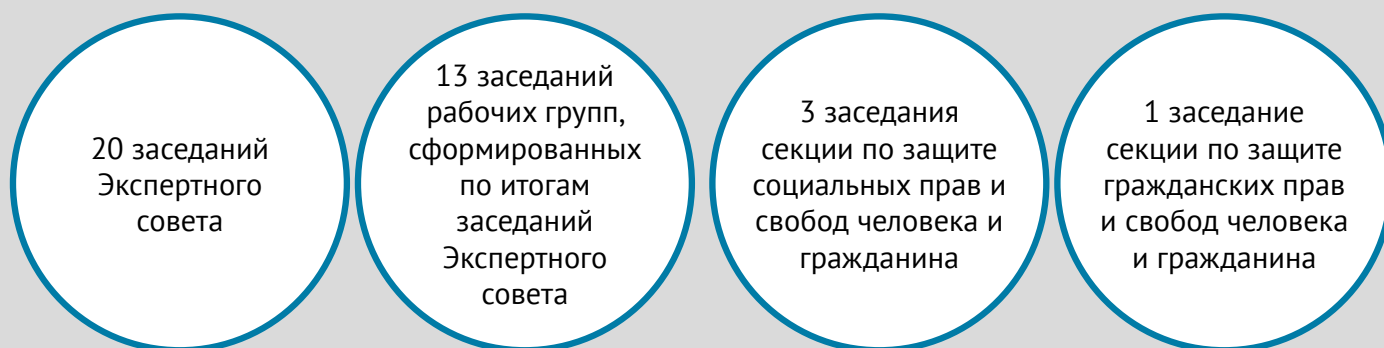 20 заседаний
Экспертного
совета
13 заседаний
рабочих групп,
сформированных
по итогам
заседаний
Экспертного
совета
3 заседания
секции по защите
социальных прав и
свобод человека и
гражданина
1 заседание
секции по защите
гражданских прав
и свобод человека
и гражданина